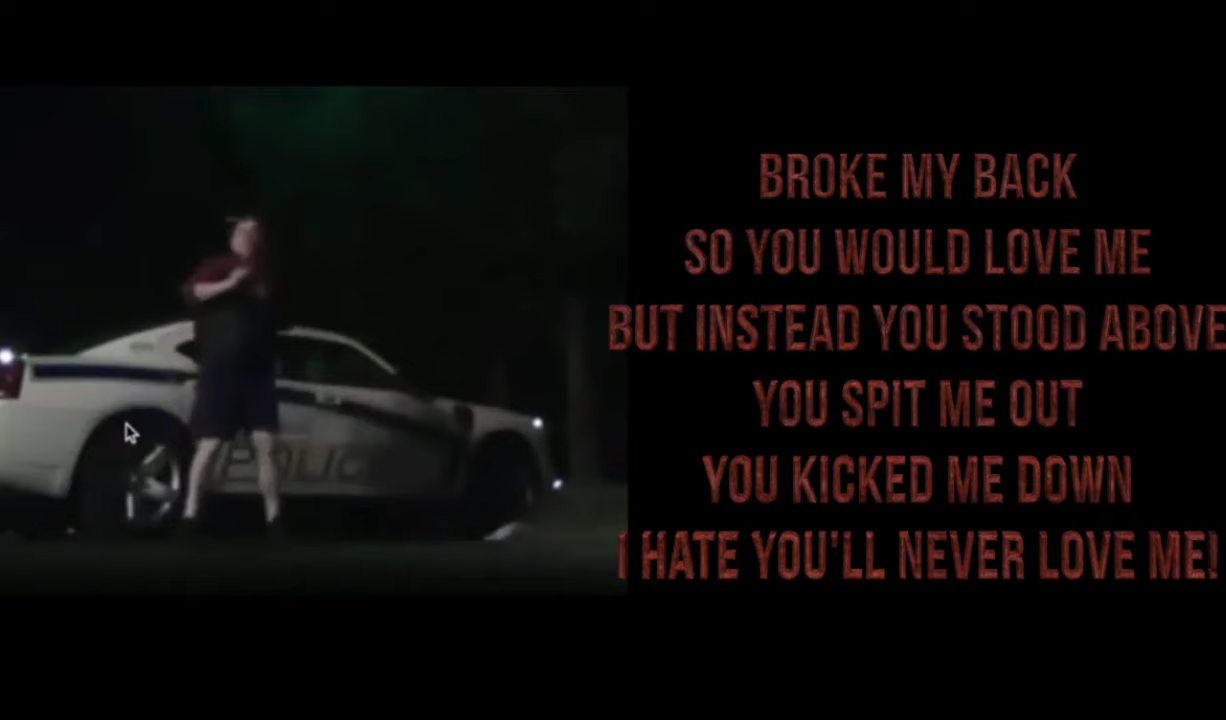 POLIC
BROKE MY BACK
SO YOU WOULD LOVE ME
BUT INSTEAD YOU STOOD ABOVE
YOU SPIT ME OUT
YOU KICKED ME DOWN
I HATE YOU'LL NEVER LOVE ME!